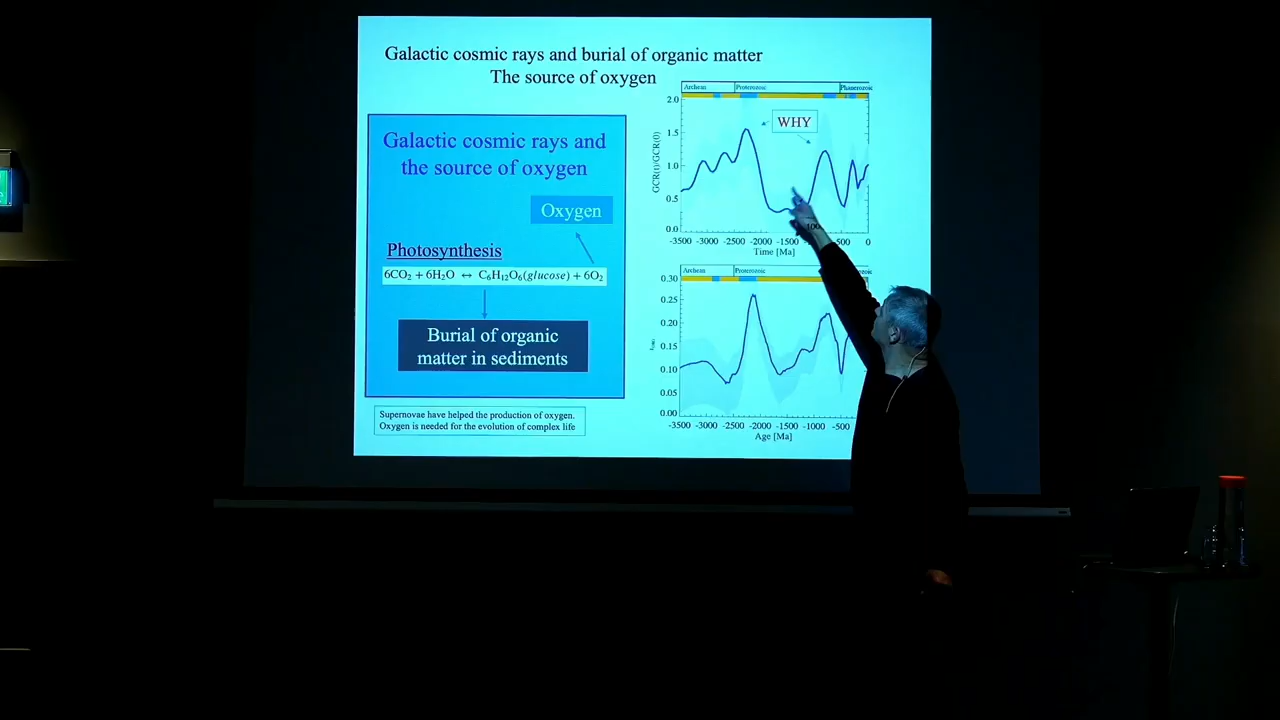 Galactic cosmic rays and burial of organic matter
The source of oxygen
Galactic cosmic rays and
the source of oxygen
Oxygen
Photosynthesis
6CO₂ + 6H₂O ↔ C₆H₁₂O₆(glucose) + 6O₂
Burial of organic
matter in sediments
Supernovae have helped the production of oxygen.
Oxygen is needed for the evolution of complex life
Archean Proterozoic Phanerozoic
WHY
GCR(t)/GCR(0)
2.0
1.5
1.0
0.5
0.0
-3500 -3000 -2500 -2000 -1500 -500 0
Time [Ma]
Archean Proterozoic
0.30
0.25
0.20
0.15
0.10
0.05
0.00
-3500 -3000 -2500 -2000 -1500 -1000 -500
Age [Ma]